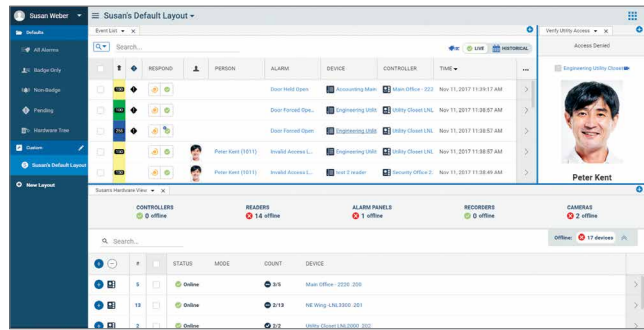 Susan Weber
Susan's Default Layout
Defaults
All Alarms
Badge Only
Non-Badge
Pending
Hardware Tree
Custom
Susan's Default Layout
New Layout
Event List
Search...
LIVE
HISTORICAL
RESPOND
PERSON
ALARM
DEVICE
CONTROLLER
TIME
Door Held Open
Accounting Main
Main Office - 222
Nov 11, 2017 11:39:17 AM
Door Forced Ope...
Engineering Utilit
Utility Closet LNL
Nov 11, 2017 11:38:57 AM
Door Forced Open
Engineering Utilit
Utility Closet LNL
Nov 11, 2017 11:38:57 AM
Peter Kent (1011)
Invalid Access L...
Engineering Utilit
Utility Closet LNL
Nov 11, 2017 11:38:57 AM
Peter Kent (1011)
Invalid Access L...
Security Office 2.
Nov 11, 2017 11:38:49 AM
Verify Utility Access
Access Denied
Engineering Utility Closet
Peter Kent
Susans Hardware View
CONTROLLERS
0 offline
READERS
14 offline
ALARM PANELS
1 offline
RECORDERS
0 offline
CAMERAS
2 offline
Search...
Offline:
17 devices
#
STATUS
MODE
COUNT
DEVICE
5
Online
3/5
Main Office - 2220 .200
13
Online
2/13
NE Wing -LNL3300 .201
2
Online
2/2
Utility Closet LNL2000 .202